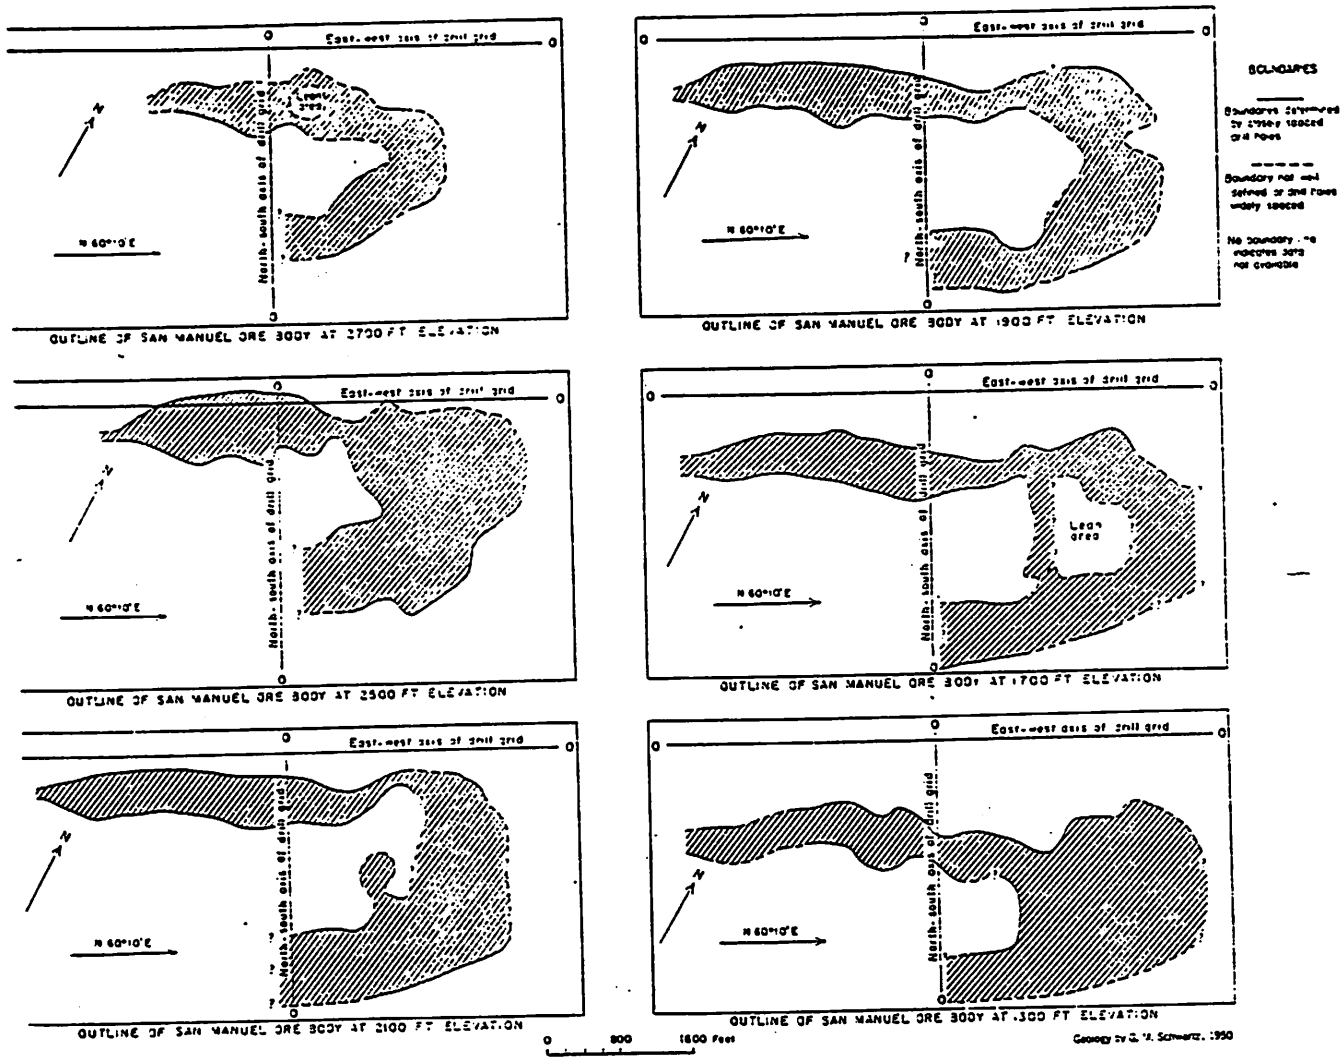 East-west axis of drill grid
O
O
Lean area
N
N 60°10'E
North-south axis of drill grid
?
?
O
OUTLINE OF SAN MANUEL ORE BODY AT 2700 FT ELEVATION
O
East-west axis of drill grid
O
O
N
N 60°10'E
North-south axis of drill grid
?
O
OUTLINE OF SAN MANUEL ORE BODY AT 1900 FT ELEVATION
BOUNDARIES
Boundaries determined
by closely spaced
drill holes
Boundary not well
defined or drill holes
widely spaced
No boundary line
indicates data
not available
O
East-west axis of drill grid
O
N
N 60°10'E
North-south axis of drill grid
?
?
O
OUTLINE OF SAN MANUEL ORE BODY AT 2500 FT ELEVATION
O
East-west axis of drill grid
O
O
N
Lean
area
N 60°10'E
North-south axis of drill grid
?
?
O
OUTLINE OF SAN MANUEL ORE BODY AT 1700 FT ELEVATION
O
East-west axis of drill grid
O
N
N 60°10'E
North-south axis of drill grid
?
?
?
O
OUTLINE OF SAN MANUEL ORE BODY AT 2100 FT ELEVATION
O
East-west axis of drill grid
O
O
N
N 60°10'E
North-south axis of drill grid
O
OUTLINE OF SAN MANUEL ORE BODY AT 1300 FT ELEVATION
0 800 1600 Feet
Geology by G. M. Schwartz, 1950